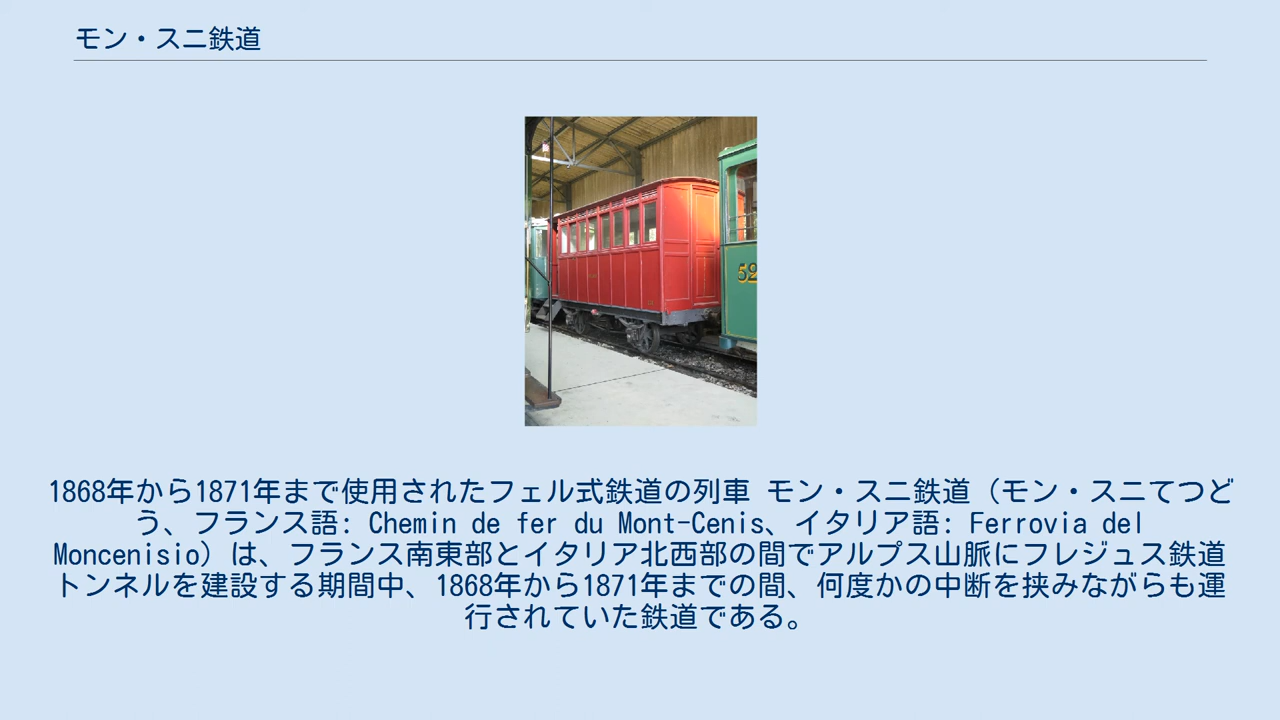 モン・スニ鉄道
52
1868年から1871年まで使用されたフェル式鉄道の列車 モン・スニ鉄道（モン・スニてつど
う、フランス語: Chemin de fer du Mont-Cenis、イタリア語: Ferrovia del
Moncenisio）は、フランス南東部とイタリア北西部の間でアルプス山脈にフレジュス鉄道
トンネルを建設する期間中、1868年から1871年までの間、何度かの中断を挟みながらも運
行されていた鉄道である。